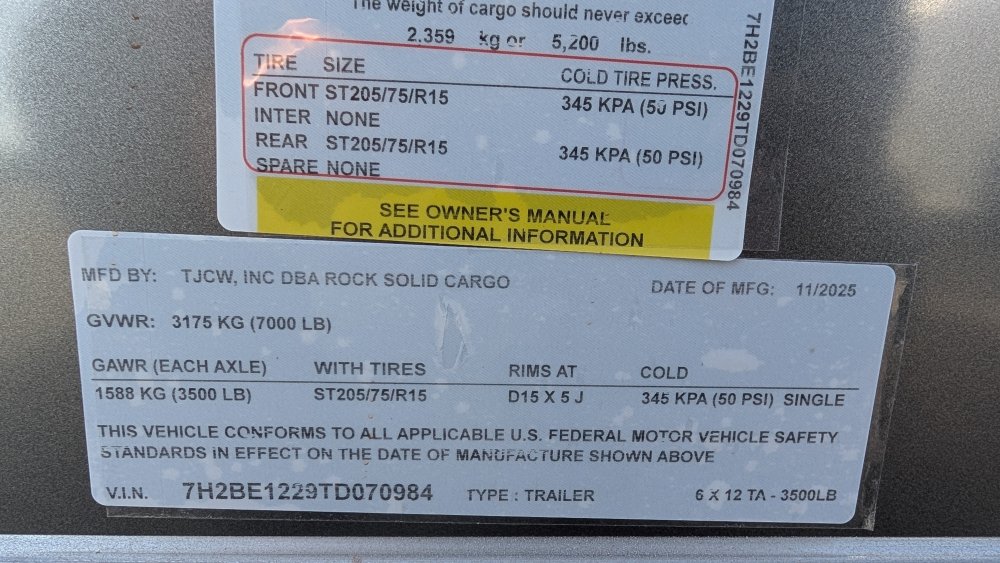 The weight of cargo should never exceed
2,359 kg or 5,200 lbs.
TIRE SIZE COLD TIRE PRESS.
FRONT ST205/75/R15 345 KPA (50 PSI)
INTER NONE
REAR ST205/75/R15 345 KPA (50 PSI)
SPARE NONE
7H2BE1229TD070984
SEE OWNER'S MANUAL
FOR ADDITIONAL INFORMATION
MFD BY: TJCW, INC DBA ROCK SOLID CARGO DATE OF MFG: 11/2025
GVWR: 3175 KG (7000 LB)
GAWR (EACH AXLE) WITH TIRES RIMS AT COLD
1588 KG (3500 LB) ST205/75/R15 D15 X 5 J 345 KPA (50 PSI) SINGLE
THIS VEHICLE CONFORMS TO ALL APPLICABLE U.S. FEDERAL MOTOR VEHICLE SAFETY
STANDARDS IN EFFECT ON THE DATE OF MANUFACTURE SHOWN ABOVE
V.I.N. 7H2BE1229TD070984 TYPE : TRAILER 6 X 12 TA - 3500LB